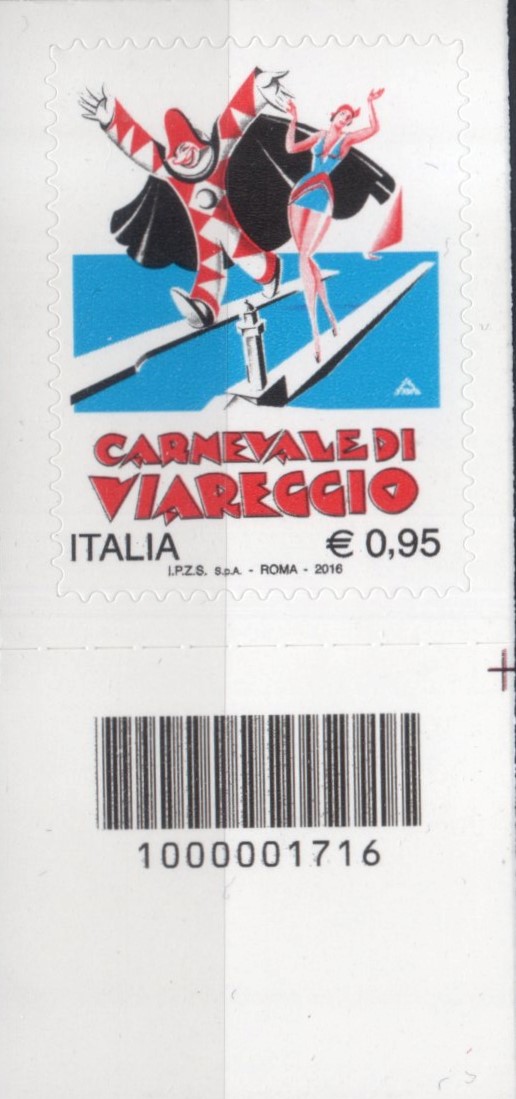 CARNEVALE DI
VIAREGGIO
ITALIA € 0,95
I.P.Z.S. S.p.A. - ROMA - 2016
1000001716